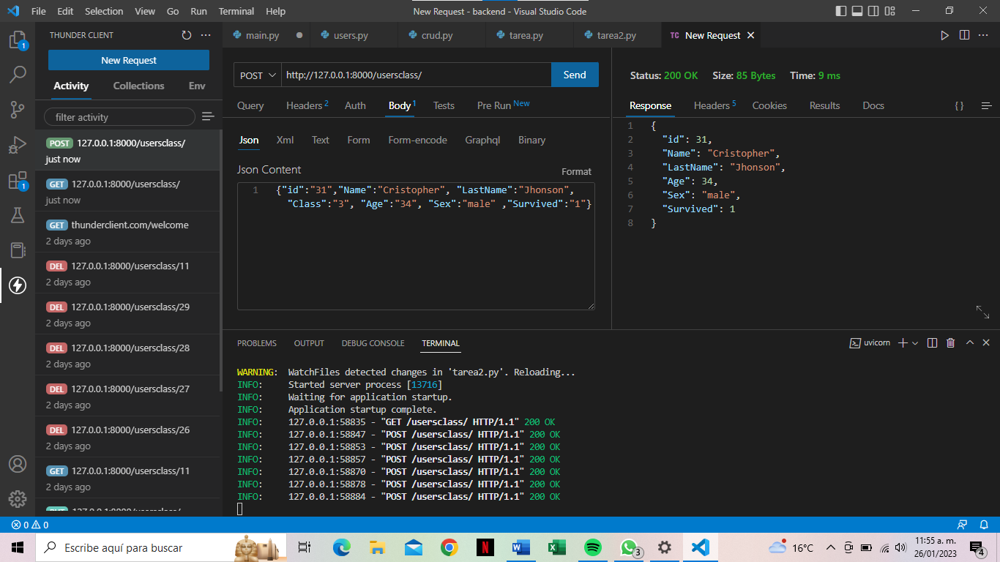 File Edit Selection View Go Run Terminal Help
New Request - backend - Visual Studio Code
THUNDER CLIENT
New Request
Activity Collections Env
filter activity
POST 127.0.0.1:8000/usersclass/
just now
GET 127.0.0.1:8000/usersclass/
just now
GET thunderclient.com/welcome
2 days ago
DEL 127.0.0.1:8000/usersclass/11
2 days ago
DEL 127.0.0.1:8000/usersclass/29
2 days ago
DEL 127.0.0.1:8000/usersclass/28
2 days ago
DEL 127.0.0.1:8000/usersclass/27
2 days ago
DEL 127.0.0.1:8000/usersclass/26
2 days ago
GET 127.0.0.1:8000/usersclass/11
2 days ago
127.0.0.1:8000/usersclass/
1
1
main.py users.py crud.py tarea.py tarea2.py TC New Request
POST http://127.0.0.1:8000/usersclass/ Send
Query Headers 2 Auth Body 1 Tests Pre Run New
Json Xml Text Form Form-encode Graphql Binary
Json Content Format
1 {"id":"31","Name":"Cristopher", "LastName":"Jhonson",
"Class":"3", "Age":"34", "Sex":"male" ,"Survived":"1"}
Status: 200 OK Size: 85 Bytes Time: 9 ms
Response Headers 5 Cookies Results Docs { }
1 {
2 "id": 31,
3 "Name": "Cristopher",
4 "LastName": "Jhonson",
5 "Age": 34,
6 "Sex": "male",
7 "Survived": 1
8 }
PROBLEMS OUTPUT DEBUG CONSOLE TERMINAL uvicorn
WARNING: WatchFiles detected changes in 'tarea2.py'. Reloading...
INFO: Started server process [13716]
INFO: Waiting for application startup.
INFO: Application startup complete.
INFO: 127.0.0.1:58835 - "GET /usersclass/ HTTP/1.1" 200 OK
INFO: 127.0.0.1:58847 - "POST /usersclass/ HTTP/1.1" 200 OK
INFO: 127.0.0.1:58853 - "POST /usersclass/ HTTP/1.1" 200 OK
INFO: 127.0.0.1:58857 - "POST /usersclass/ HTTP/1.1" 200 OK
INFO: 127.0.0.1:58870 - "POST /usersclass/ HTTP/1.1" 200 OK
INFO: 127.0.0.1:58878 - "POST /usersclass/ HTTP/1.1" 200 OK
INFO: 127.0.0.1:58884 - "POST /usersclass/ HTTP/1.1" 200 OK
0 0
Escribe aquí para buscar
3
16°C
11:55 a. m.
26/01/2023
4